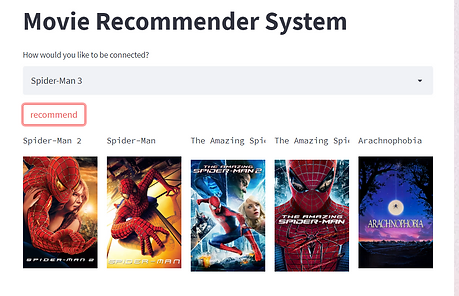 Movie Recommender System
How would you like to be connected?
Spider-Man 3
recommend
Spider-Man 2
Spider-Man
The Amazing Spi
The Amazing Spi
Arachnophobia
SPIDER-MAN 2
SPIDER-MAN
THE AMAZING
SPIDER-MAN 2
THE AMAZING
SPIDER-MAN
ARACHNOPHOBIA